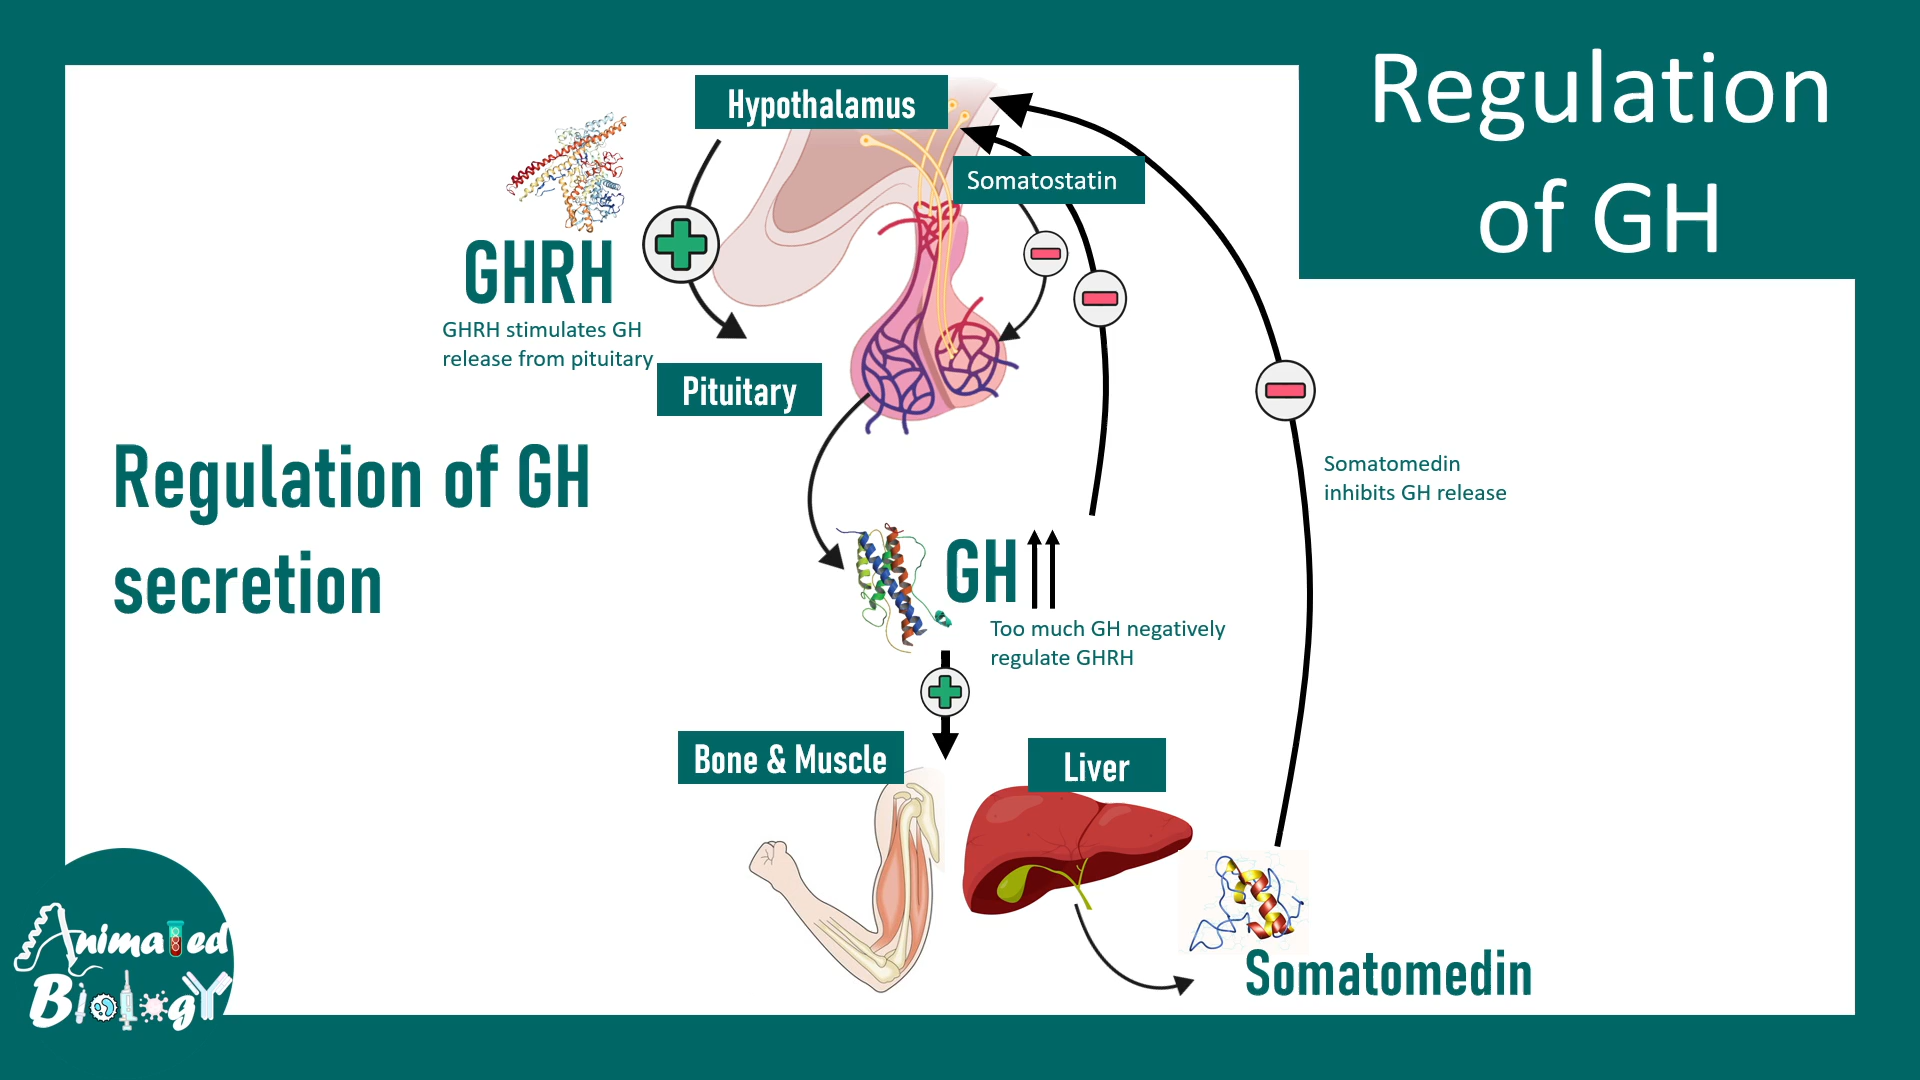 Regulation
of GH
Hypothalamus
Somatostatin
GHRH
GHRH stimulates GH
release from pituitary
Pituitary
Regulation of GH
secretion
Somatomedin
inhibits GH release
GH
Too much GH negatively
regulate GHRH
Bone & Muscle
Liver
Somatomedin
Animated
Biology